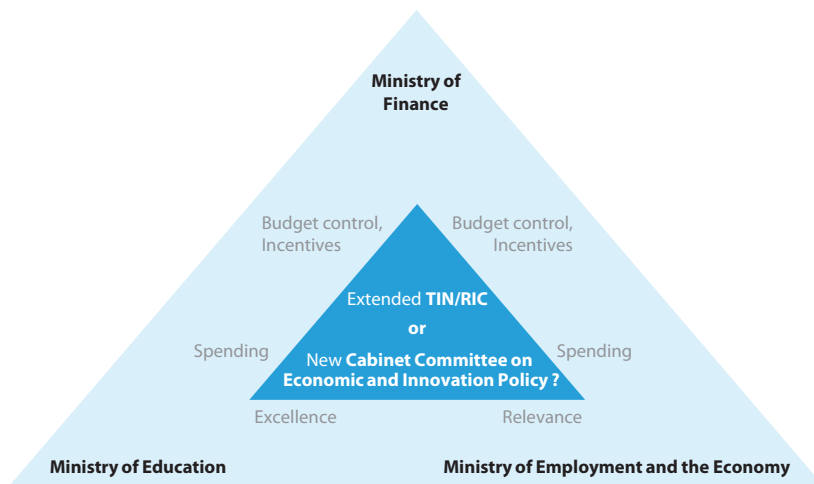 Ministry of
Finance
Budget control,
Incentives
Budget control,
Incentives
Extended TIN/RIC
or
New Cabinet Committee on
Economic and Innovation Policy ?
Spending
Spending
Excellence
Relevance
Ministry of Education
Ministry of Employment and the Economy